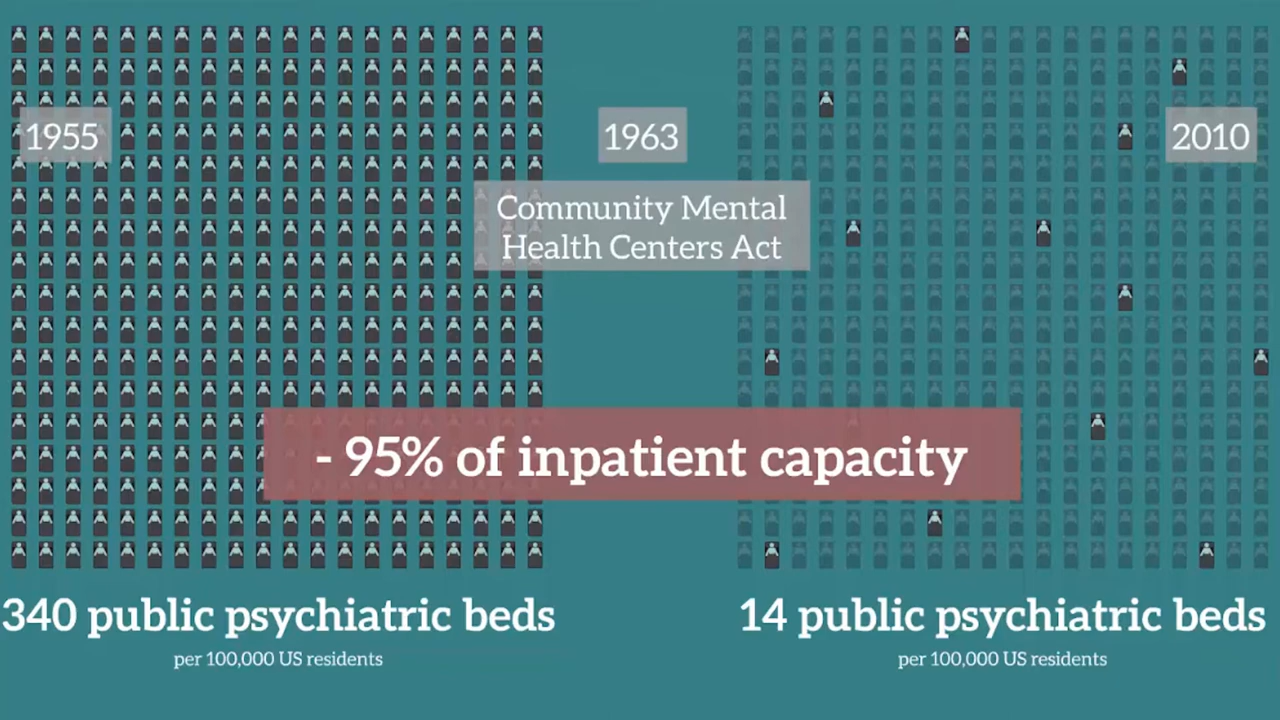 1955
1963
2010
Community Mental
Health Centers Act
- 95% of inpatient capacity
340 public psychiatric beds
per 100,000 US residents
14 public psychiatric beds
per 100,000 US residents